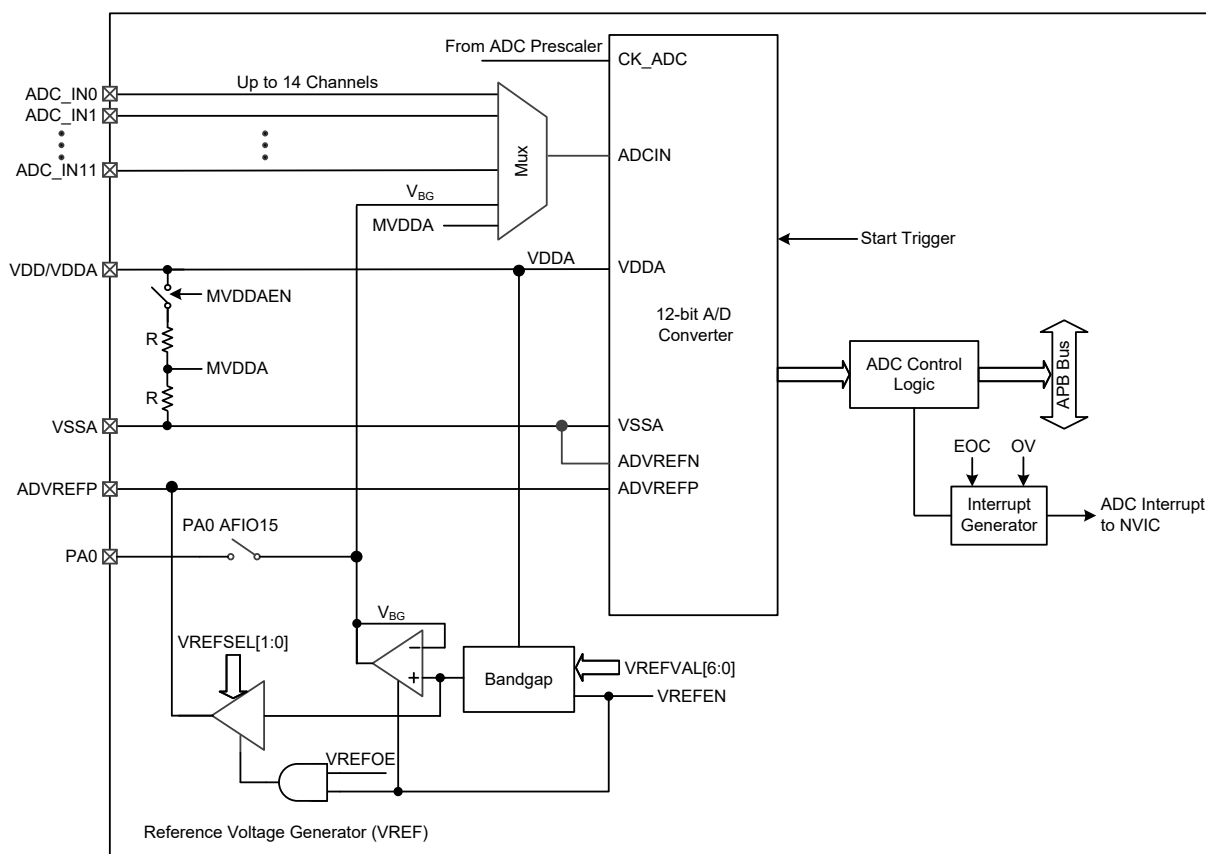 From ADC Prescaler
CK_ADC
Up to 14 Channels
ADC_IN0
ADC_IN1
ADC_IN11
Mux
ADCIN
V_BG
MVDDA
Start Trigger
VDD/VDDA
VDDA
VDDA
MVDDAEN
12-bit A/D
Converter
R
MVDDA
R
ADC Control
Logic
APB Bus
VSSA
VSSA
ADVREFN
EOC
OV
ADVREFP
ADVREFP
Interrupt
Generator
ADC Interrupt
to NVIC
PA0 AFIO15
PA0
V_BG
VREFSEL[1:0]
-
+
Bandgap
VREFVAL[6:0]
VREFEN
VREFOE
Reference Voltage Generator (VREF)